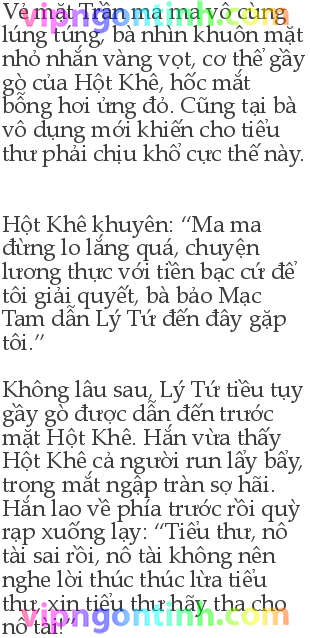 Vẻ mặt Trần ma ma vô cùng
vipngontinh.com
lúng túng, bà nhìn khuôn mặt
nhỏ nhắn vàng vọt, cơ thể gầy
gò của Hột Khê, hốc mắt
bỗng hơi ửng đỏ. Cũng tại bà
vô dụng mới khiến cho tiểu
thư phải chịu khổ cực thế này.
Hột Khê khuyên: “Ma ma
đừng lo lắng quá, chuyện
lương thực với tiền bạc cứ để
tôi giải quyết, bà bảo Mạc
Tam dẫn Lý Tứ đến đây gặp
tôi.”
Không lâu sau, Lý Tứ tiều tụy
gầy gò được dẫn đến trước
mặt Hột Khê. Hắn vừa thấy
Hột Khê cả người run lẩy bẩy,
trong mắt ngập tràn sợ hãi.
Hắn lao về phía trước rồi quỳ
rạp xuống lạy: “Tiểu thư, nô
tài sai rồi, nô tài không nên
nghe lời thúc thúc lừa tiểu
thư, xin tiểu thư hãy tha cho
vipngontinh.com
nô tài!”